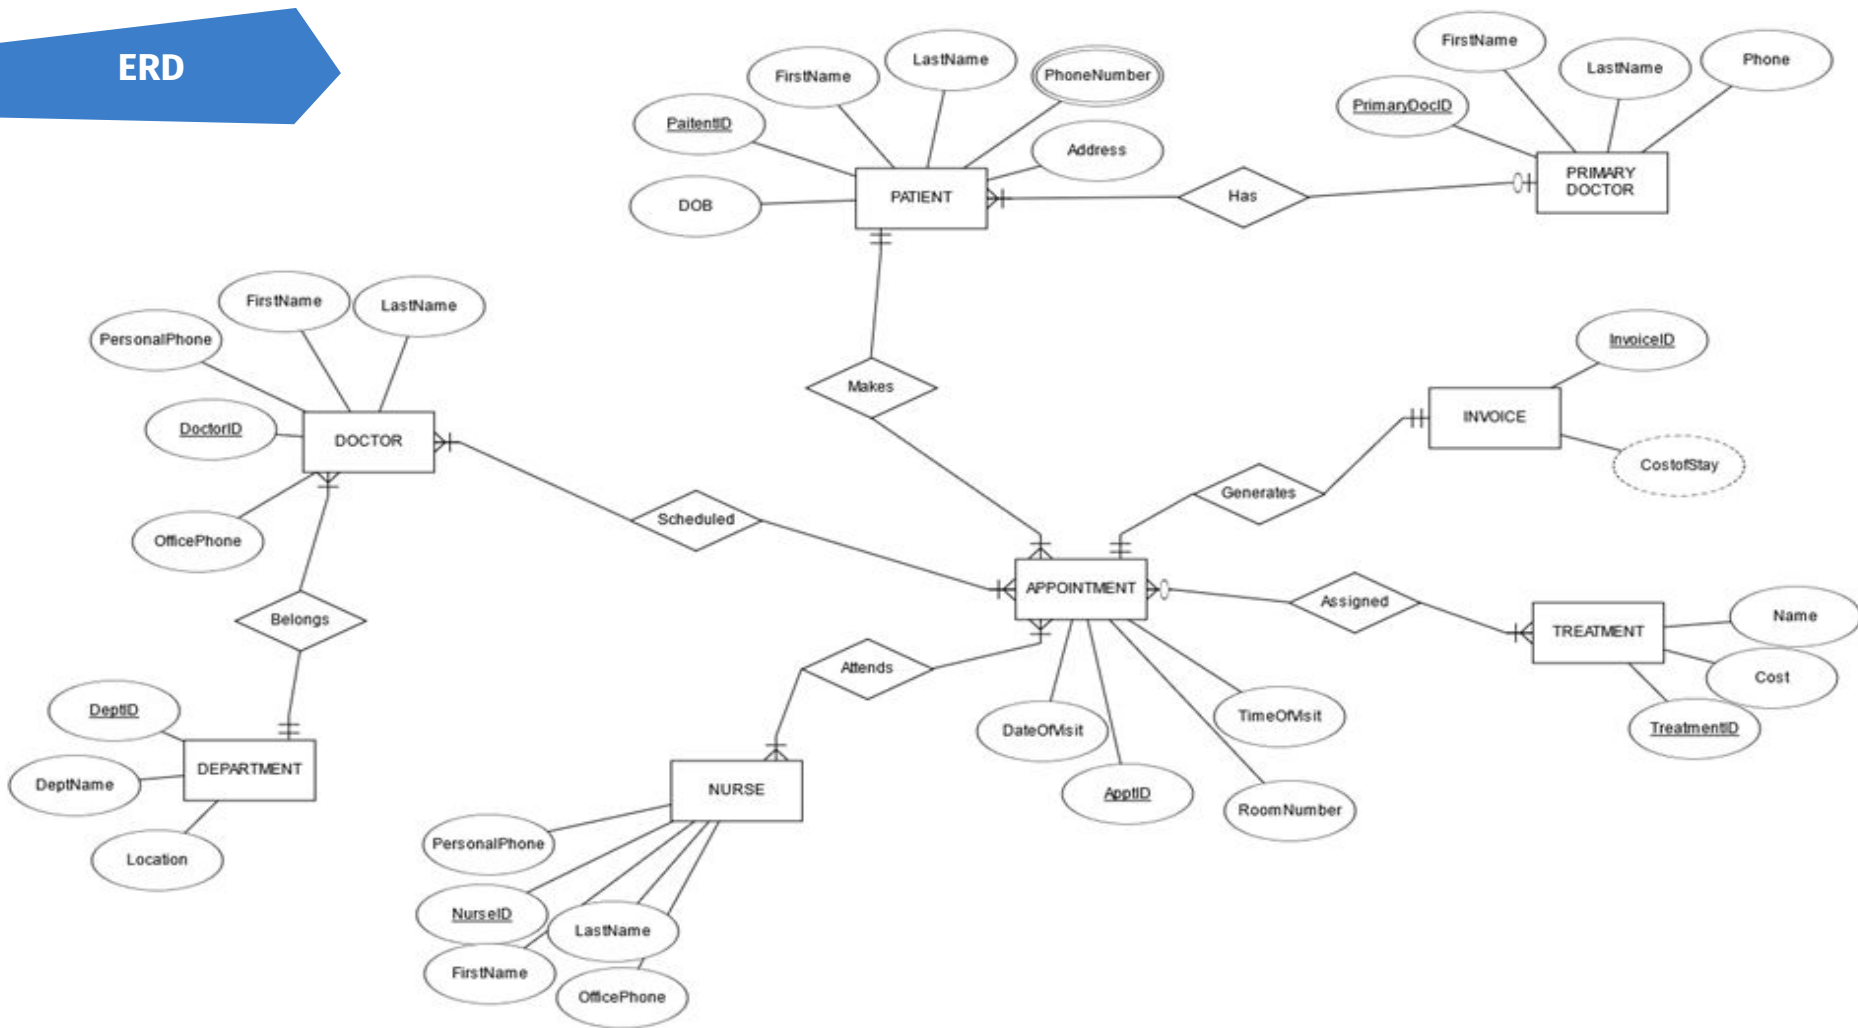 ERD
FirstName
LastName
PhoneNumber
PaitentID
Address
DOB
PATIENT
Has
FirstName
LastName
Phone
PrimaryDocID
PRIMARY
DOCTOR
Makes
FirstName
LastName
PersonalPhone
DoctorID
DOCTOR
OfficePhone
Scheduled
Belongs
InvoiceID
INVOICE
CostofStay
Generates
APPOINTMENT
Assigned
TREATMENT
Name
Cost
TreatmentID
Attends
DateOfVisit
TimeOfVisit
ApptID
RoomNumber
DeptID
DeptName
DEPARTMENT
Location
NURSE
PersonalPhone
NurseID
LastName
FirstName
OfficePhone